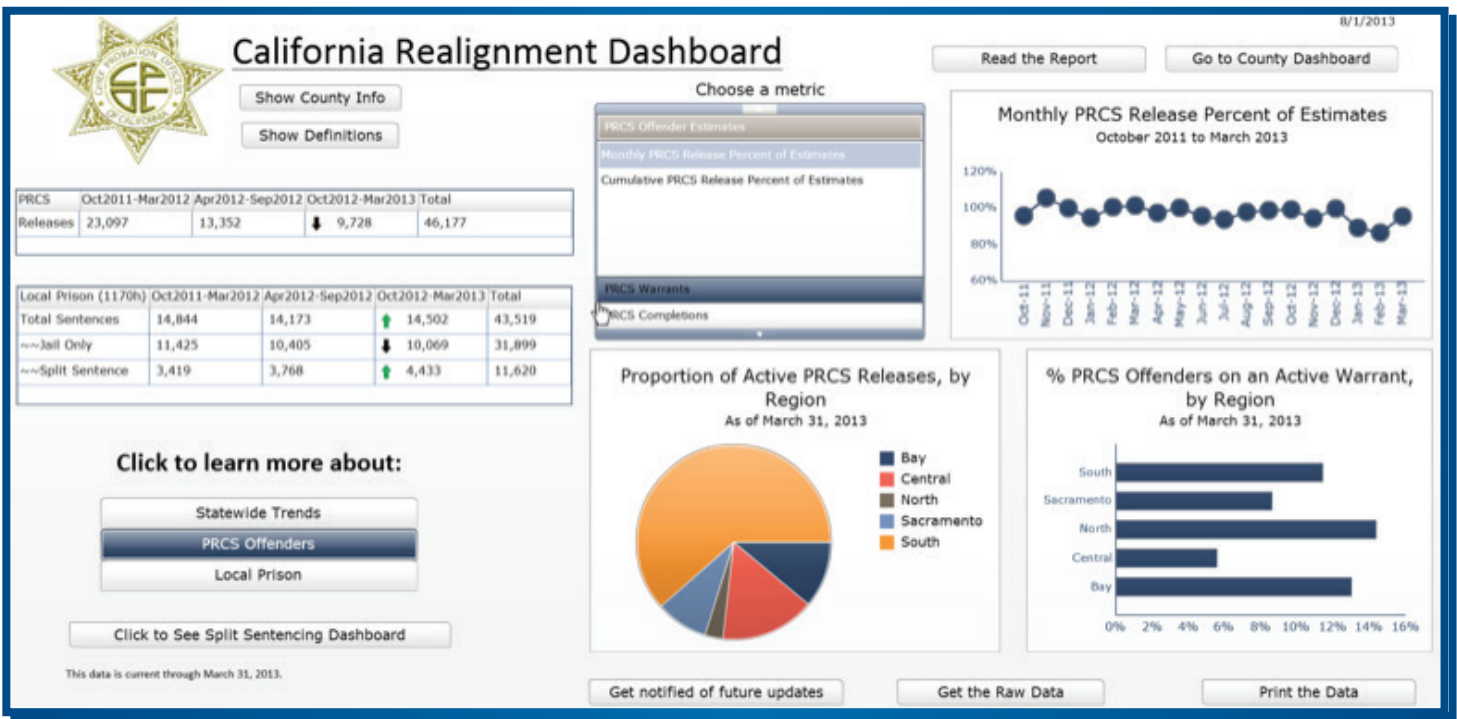 8/1/2013
CHIEF PROBATION OFFICERS
OF CALIFORNIA
California Realignment Dashboard
Read the Report
Go to County Dashboard
Show County Info
Show Definitions
Choose a metric
PRCS Offender Estimates
Monthly PRCS Release Percent of Estimates
Cumulative PRCS Release Percent of Estimates
PRCS Warrants
PRCS Completions
Monthly PRCS Release Percent of Estimates
October 2011 to March 2013
120%
100%
80%
60%
Oct-11 Nov-11 Dec-11 Jan-12 Feb-12 Mar-12 Apr-12 May-12 Jun-12 Jul-12 Aug-12 Sep-12 Oct-12 Nov-12 Dec-12 Jan-13 Feb-13 Mar-13
PRCS Oct2011-Mar2012 Apr2012-Sep2012 Oct2012-Mar2013 Total
Releases 23,097 13,352 9,728 46,177
Local Prison (1170h) Oct2011-Mar2012 Apr2012-Sep2012 Oct2012-Mar2013 Total
Total Sentences 14,844 14,173 14,502 43,519
~~Jail Only 11,425 10,405 10,069 31,899
~~Split Sentence 3,419 3,768 4,433 11,620
Click to learn more about:
Statewide Trends
PRCS Offenders
Local Prison
Click to See Split Sentencing Dashboard
This data is current through March 31, 2013.
Proportion of Active PRCS Releases, by
Region
As of March 31, 2013
Bay
Central
North
Sacramento
South
% PRCS Offenders on an Active Warrant,
by Region
As of March 31, 2013
South
Sacramento
North
Central
Bay
0% 2% 4% 6% 8% 10% 12% 14% 16%
Get notified of future updates
Get the Raw Data
Print the Data